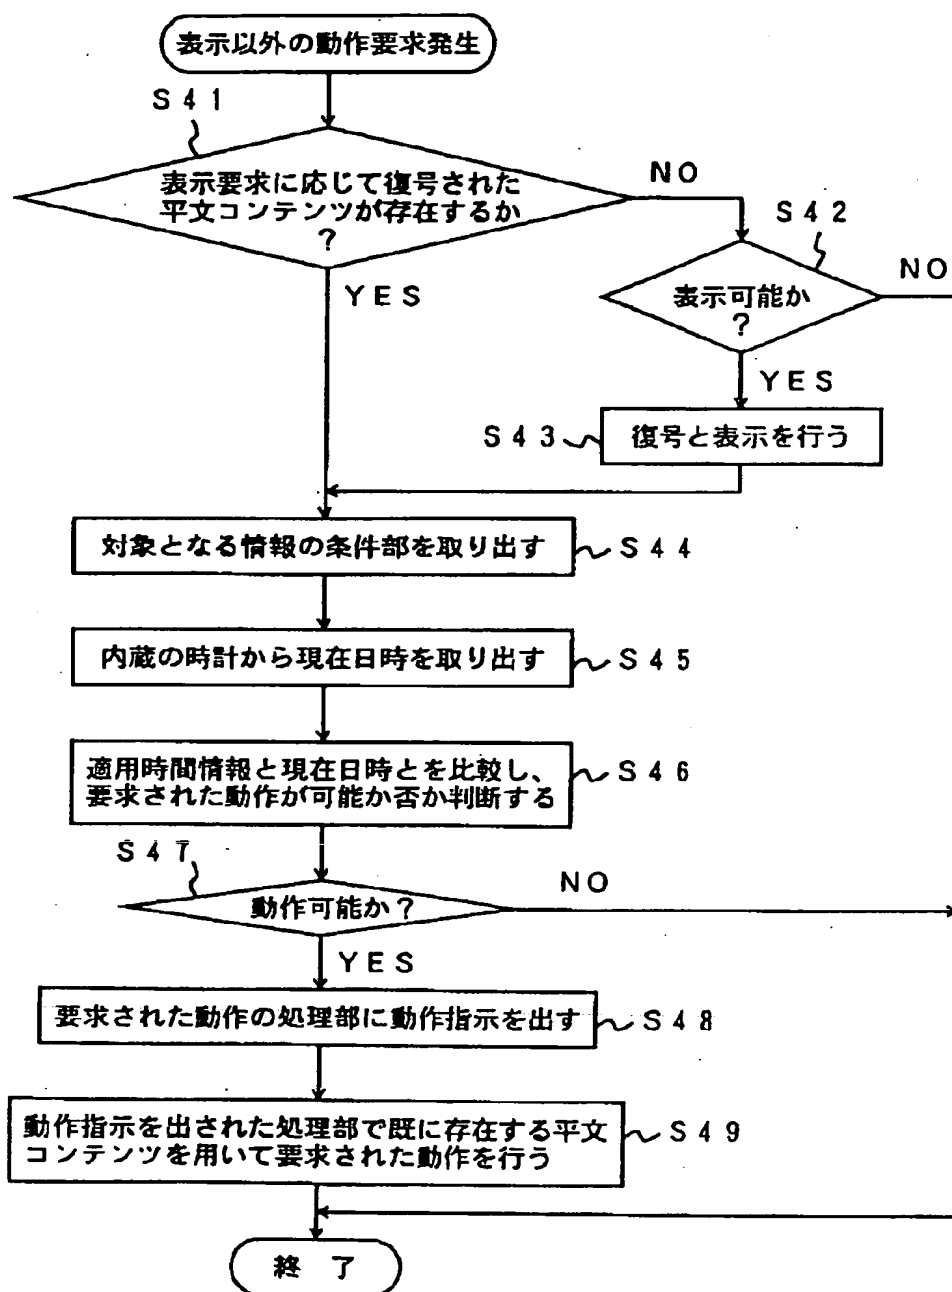 表示以外の動作要求発生
S41
表示要求に応じて復号された
平文コンテンツが存在するか
?
NO
S42
YES
表示可能か
?
NO
YES
S43
復号と表示を行う
対象となる情報の条件部を取り出す
S44
内蔵の時計から現在日時を取り出す
S45
適用時間情報と現在日時とを比較し、
要求された動作が可能か否か判断する
S46
S47
動作可能か?
NO
YES
要求された動作の処理部に動作指示を出す
S48
動作指示を出された処理部で既に存在する平文
コンテンツを用いて要求された動作を行う
S49
終 了